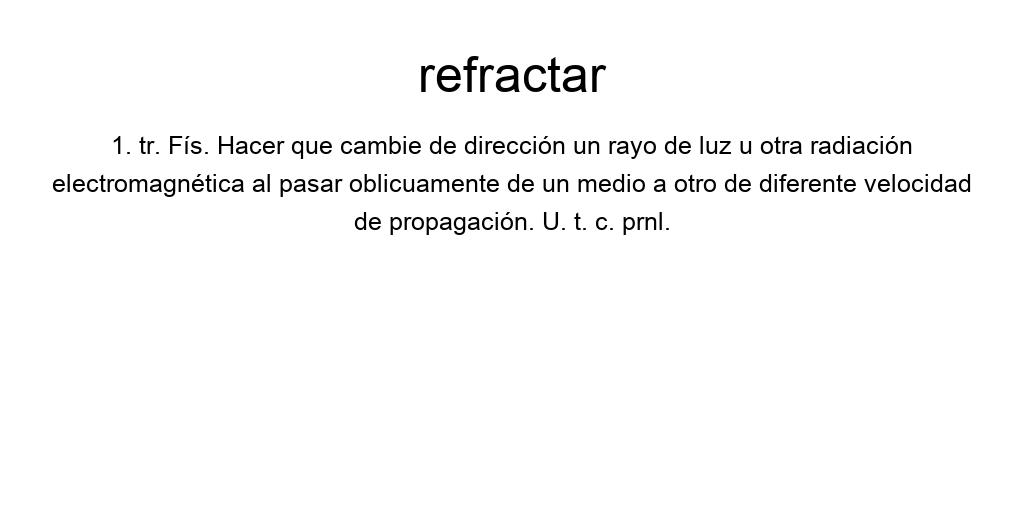 refractar
1. tr. Fís. Hacer que cambie de dirección un rayo de luz u otra radiación
electromagnética al pasar oblicuamente de un medio a otro de diferente velocidad
de propagación. U. t. c. prnl.